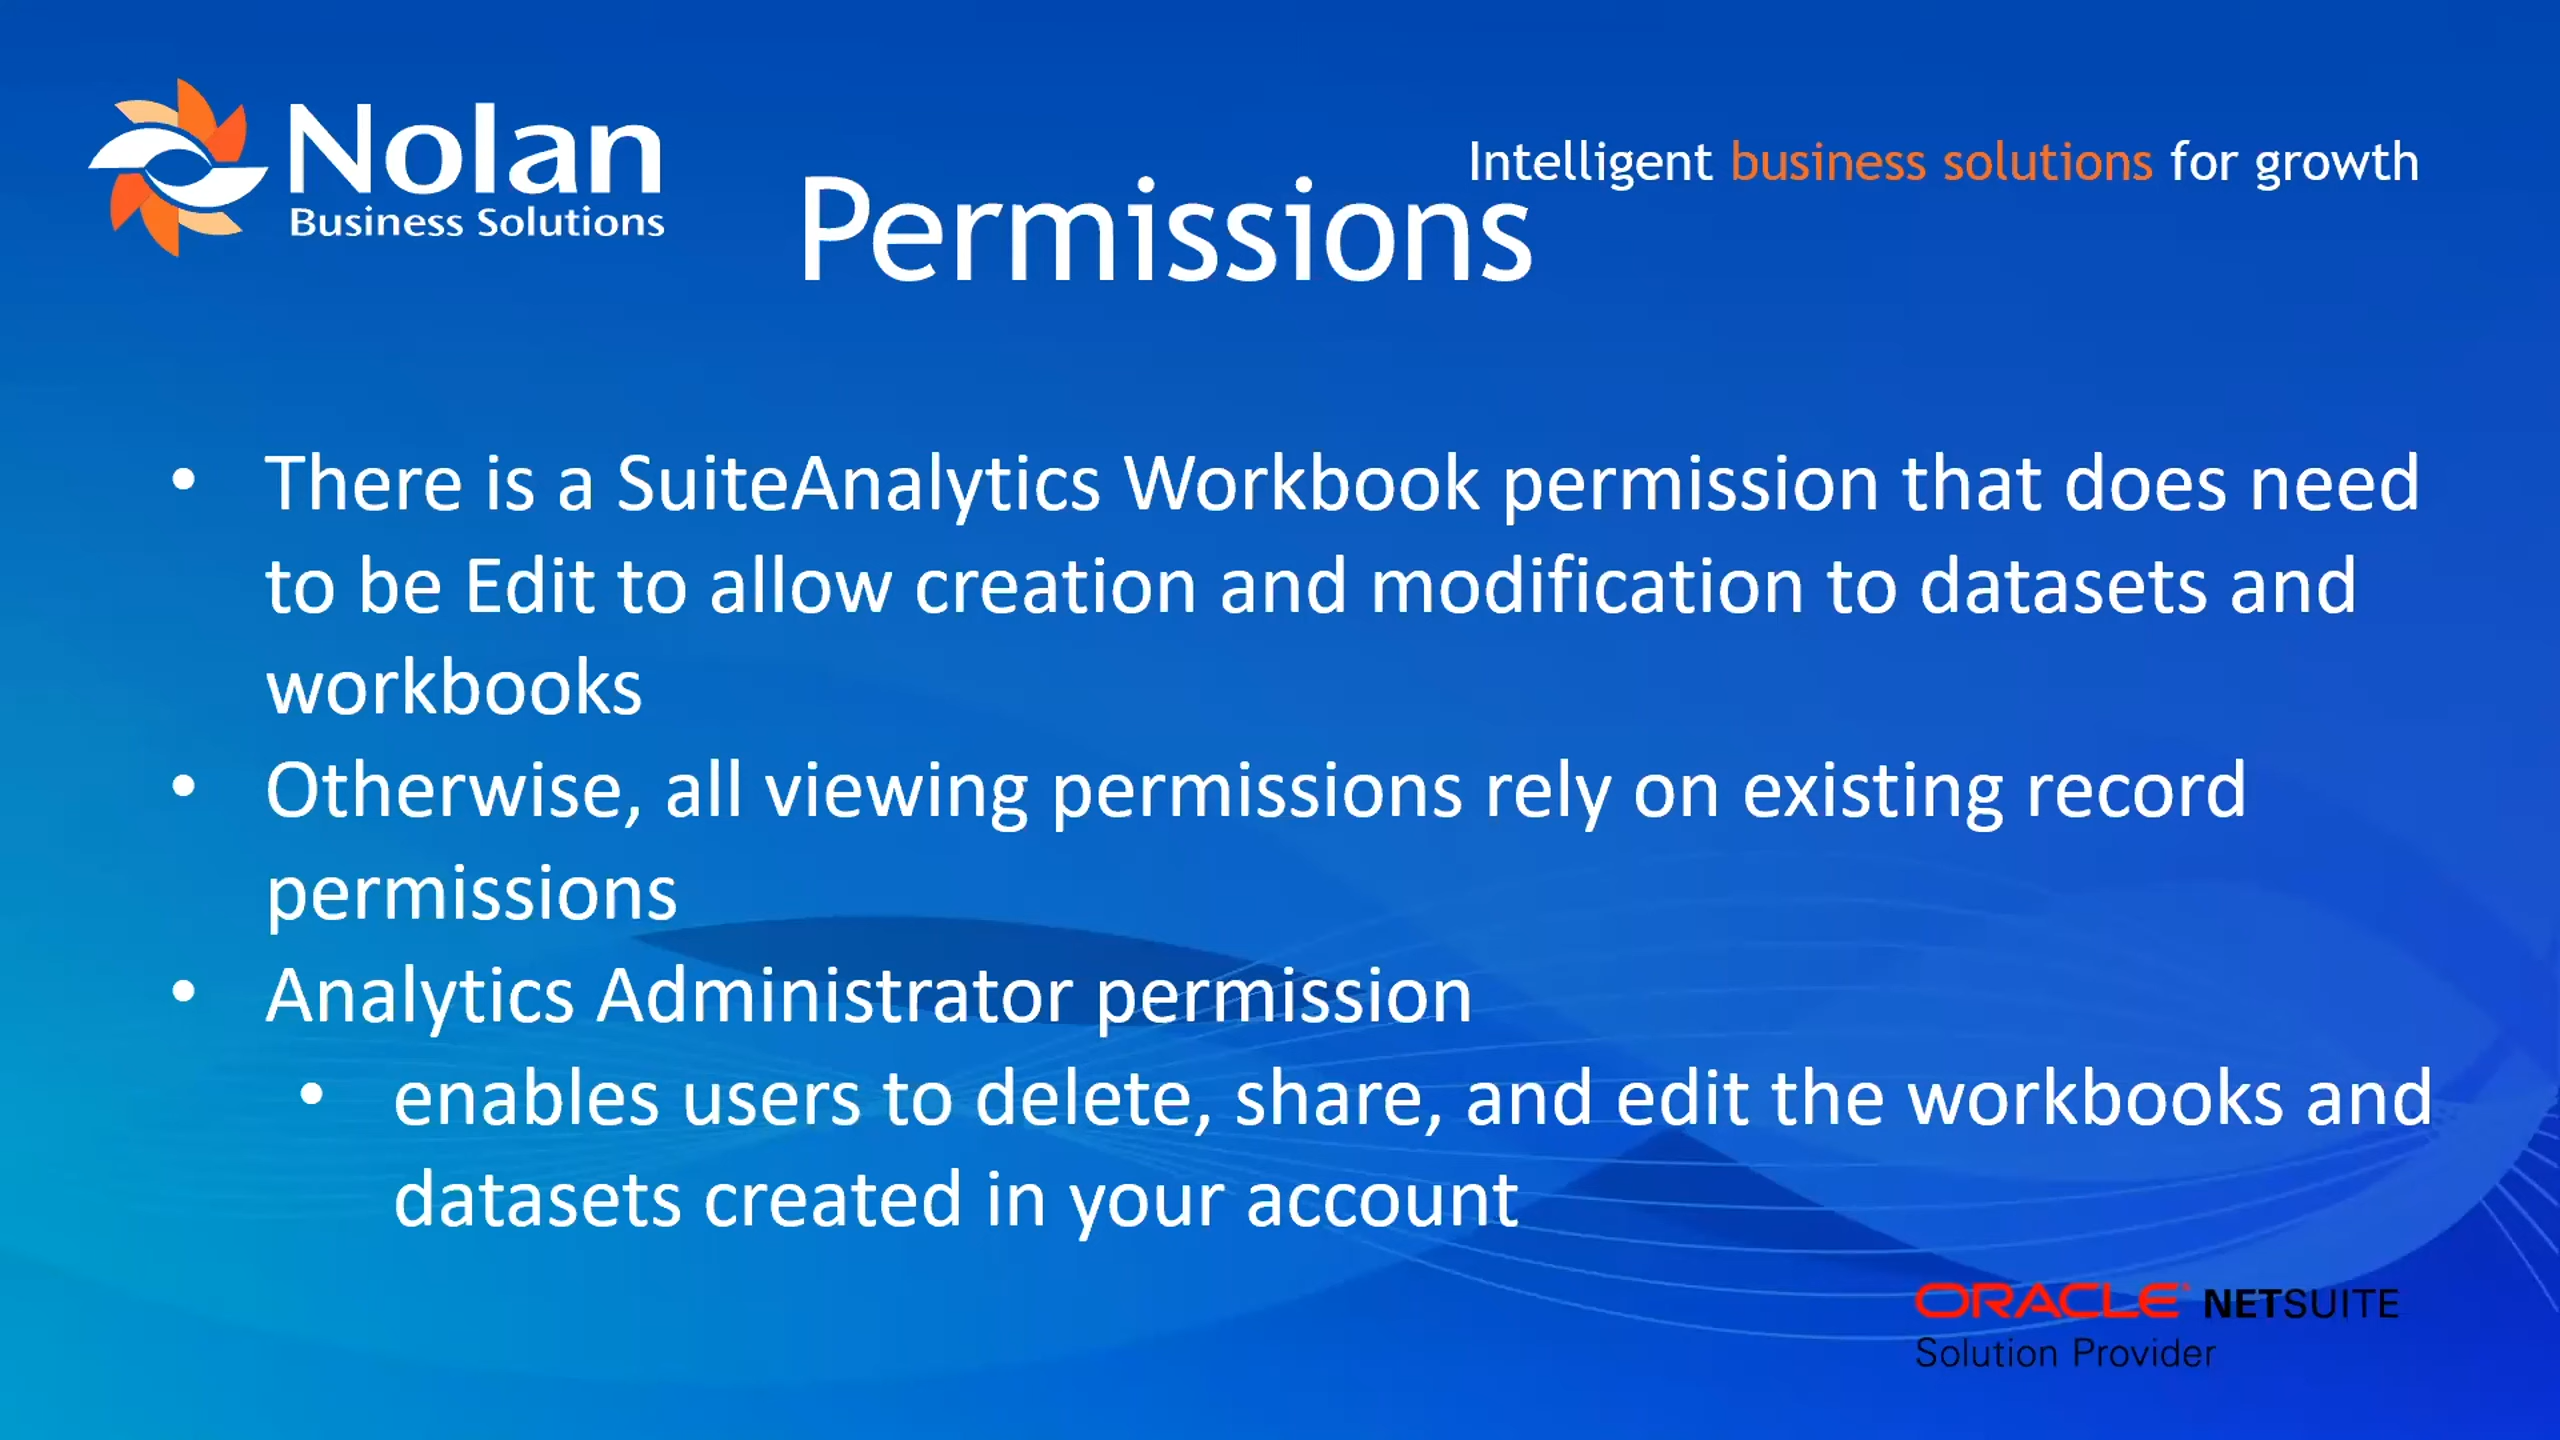 Nolan
Business Solutions
Intelligent business solutions for growth
Permissions
• There is a SuiteAnalytics Workbook permission that does need
to be Edit to allow creation and modification to datasets and
workbooks
• Otherwise, all viewing permissions rely on existing record
permissions
• Analytics Administrator permission
• enables users to delete, share, and edit the workbooks and
datasets created in your account
ORACLE NETSUITE
Solution Provider